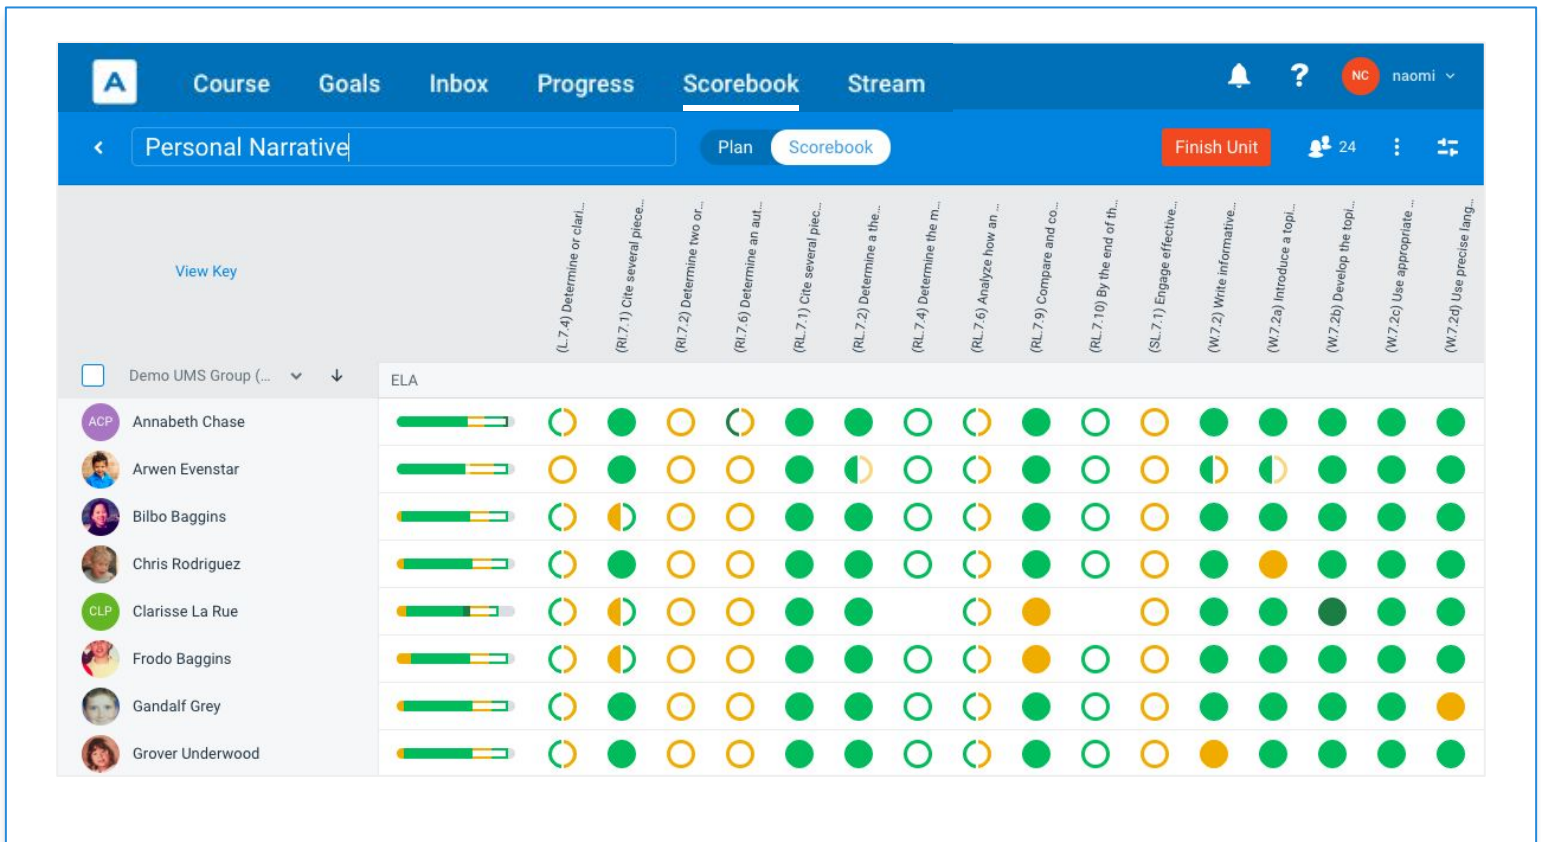 A Course Goals Inbox Progress Scorebook Stream ? NC naomi
Personal Narrative Plan Scorebook Finish Unit 24
(L.7.4) Determine or clari...
(RI.7.1) Cite several piece...
(RI.7.2) Determine two or...
(RI.7.6) Determine an aut...
(RL.7.1) Cite several piec...
(RL.7.2) Determine a the...
(RL.7.4) Determine the m...
(RL.7.6) Analyze how an ...
(RL.7.9) Compare and co...
(RL.7.10) By the end of th...
(SL.7.1) Engage effective...
(W.7.2) Write informative...
(W.7.2a) Introduce a topi...
(W.7.2b) Develop the topi...
(W.7.2c) Use appropriate ...
(W.7.2d) Use precise lang...
View Key
Demo UMS Group (... ELA
ACP Annabeth Chase
Arwen Evenstar
Bilbo Baggins
Chris Rodriguez
CLP Clarisse La Rue
Frodo Baggins
Gandalf Grey
Grover Underwood